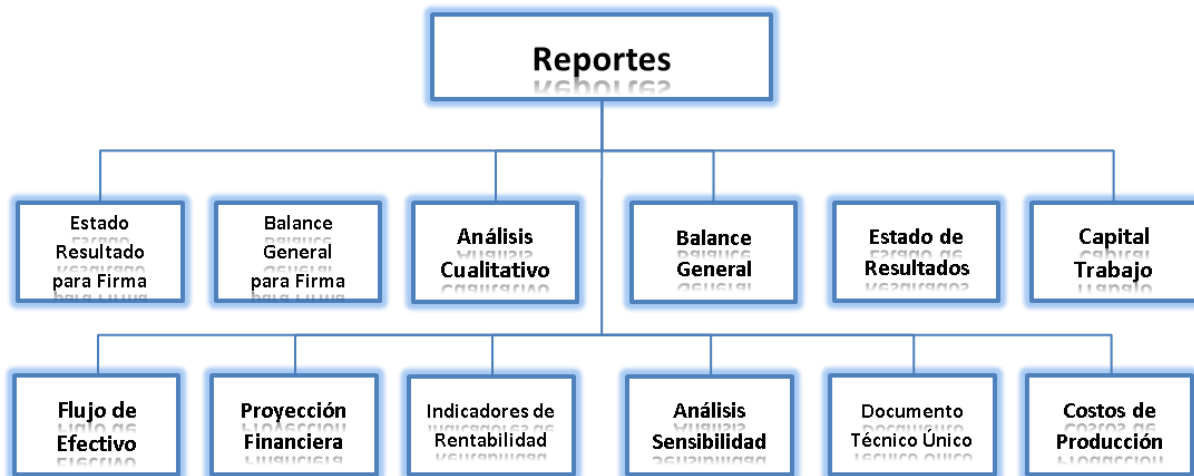 Reportes
Estado
Resultado
para Firma
Balance
General
para Firma
Análisis
Cualitativo
Balance
General
Estado de
Resultados
Capital
Trabajo
Flujo de
Efectivo
Proyección
Financiera
Indicadores de
Rentabilidad
Análisis
Sensibilidad
Documento
Técnico Único
Costos de
Producción